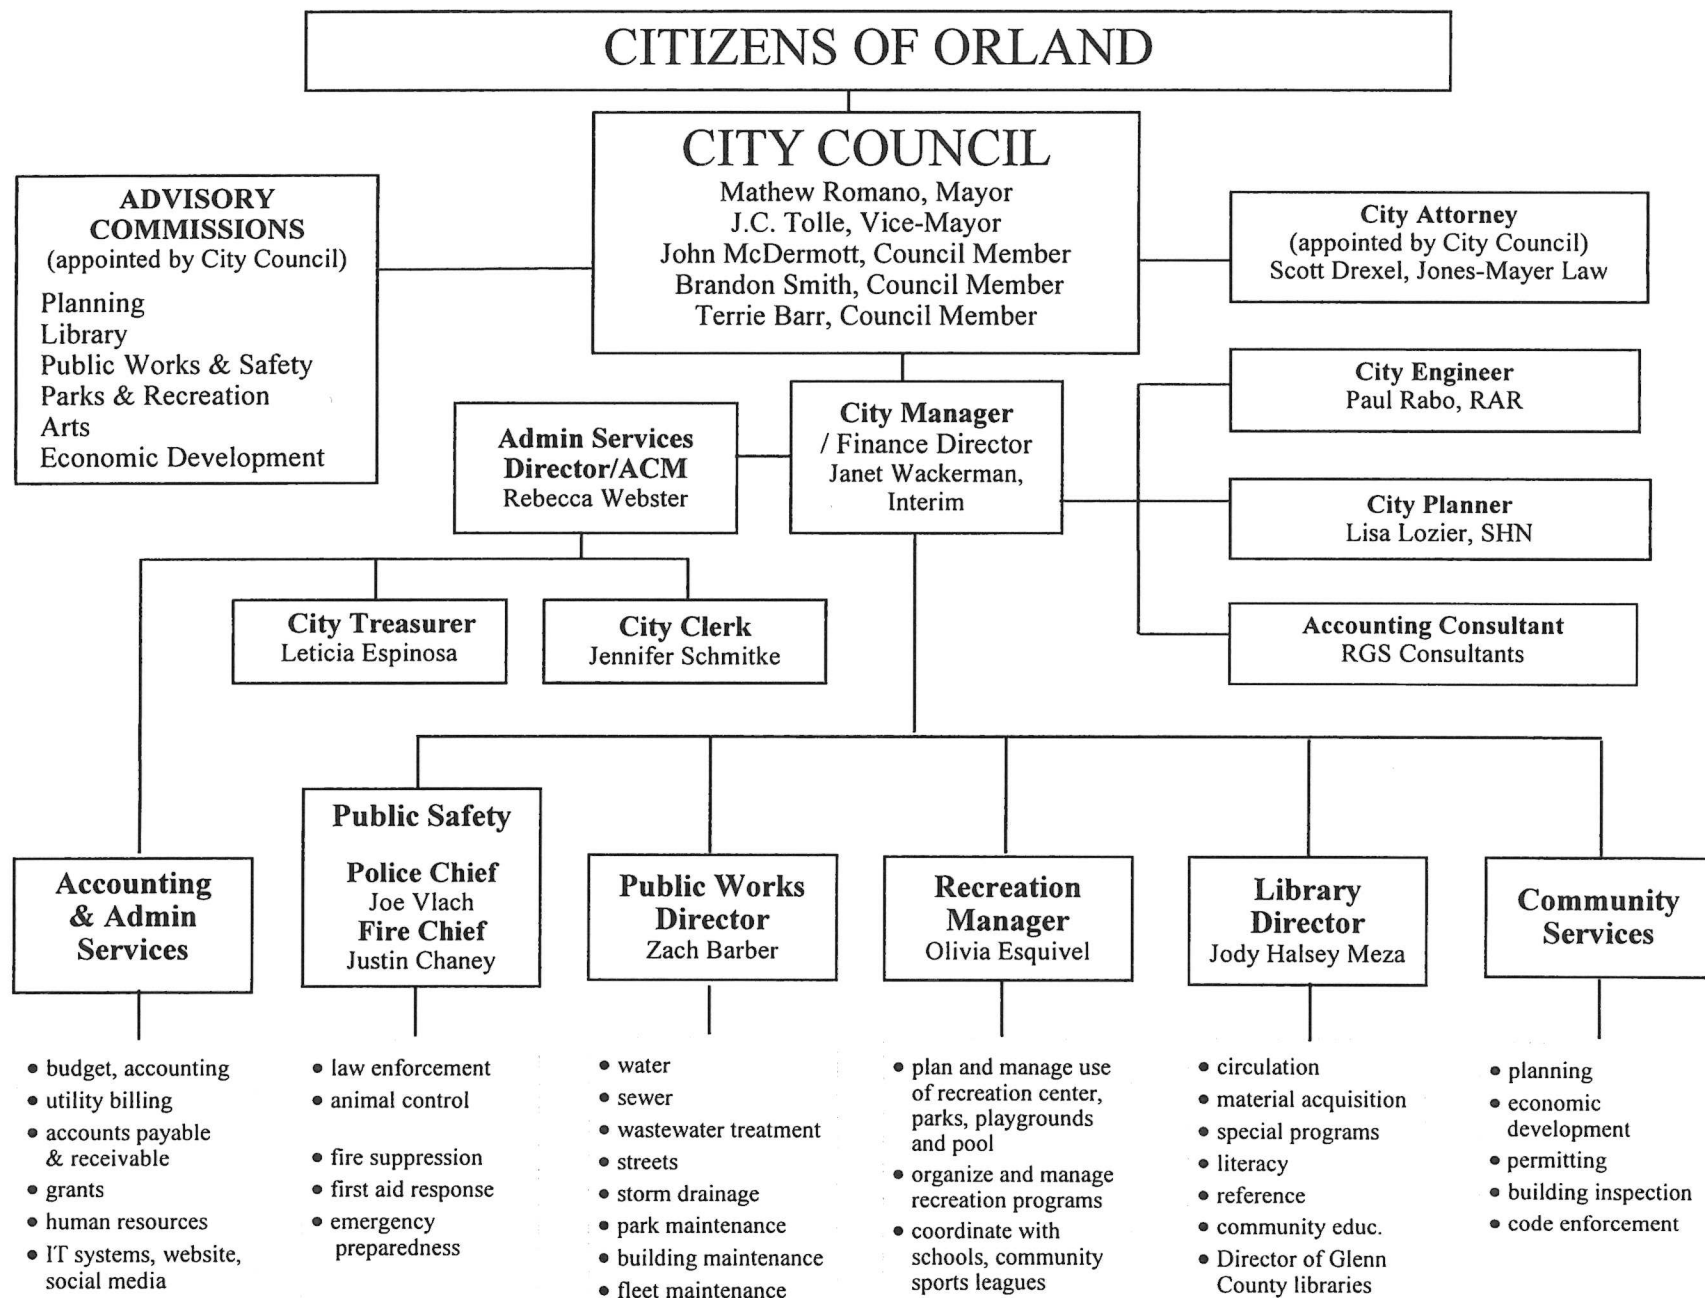 CITIZENS OF ORLAND
CITY COUNCIL
Mathew Romano, Mayor
J.C. Tolle, Vice-Mayor
John McDermott, Council Member
Brandon Smith, Council Member
Terrie Barr, Council Member
ADVISORY
COMMISSIONS
(appointed by City Council)
Planning
Library
Public Works & Safety
Parks & Recreation
Arts
Economic Development
City Attorney
(appointed by City Council)
Scott Drexel, Jones-Mayer Law
City Engineer
Paul Rabo, RAR
City Manager
/ Finance Director
Janet Wackerman,
Interim
Admin Services
Director/ACM
Rebecca Webster
City Planner
Lisa Lozier, SHN
City Treasurer
Leticia Espinosa
City Clerk
Jennifer Schmitke
Accounting Consultant
RGS Consultants
Accounting
& Admin
Services
• budget, accounting
• utility billing
• accounts payable
& receivable
• grants
• human resources
• IT systems, website,
social media
Public Safety
Police Chief
Joe Vlach
Fire Chief
Justin Chaney
• law enforcement
• animal control
• fire suppression
• first aid response
• emergency
preparedness
Public Works
Director
Zach Barber
• water
• sewer
• wastewater treatment
• streets
• storm drainage
• park maintenance
• building maintenance
• fleet maintenance
Recreation
Manager
Olivia Esquivel
• plan and manage use
of recreation center,
parks, playgrounds
and pool
• organize and manage
recreation programs
• coordinate with
schools, community
sports leagues
Library
Director
Jody Halsey Meza
• circulation
• material acquisition
• special programs
• literacy
• reference
• community educ.
• Director of Glenn
County libraries
Community
Services
• planning
• economic
development
• permitting
• building inspection
• code enforcement